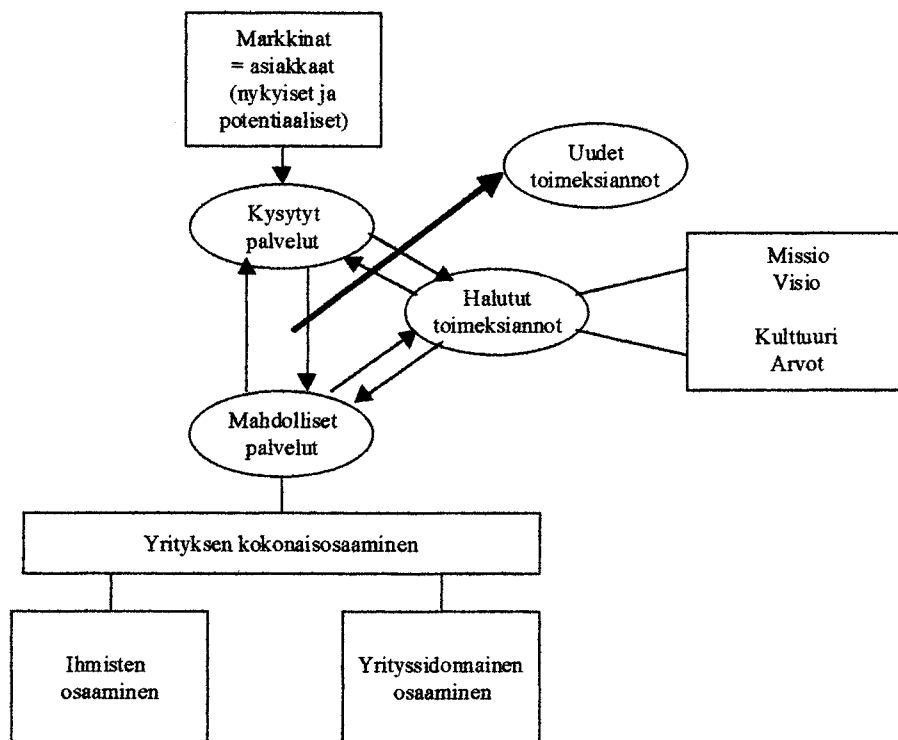 Markkinat
= asiakkaat
(nykyiset ja
potentiaaliset)
Uudet
toimeksiannot
Kysytyt
palvelut
Halutut
toimeksiannot
Missio
Visio
Kulttuuri
Arvot
Mahdolliset
palvelut
Yrityksen kokonaisosaaminen
Ihmisten
osaaminen
Yrityssidonnainen
osaaminen